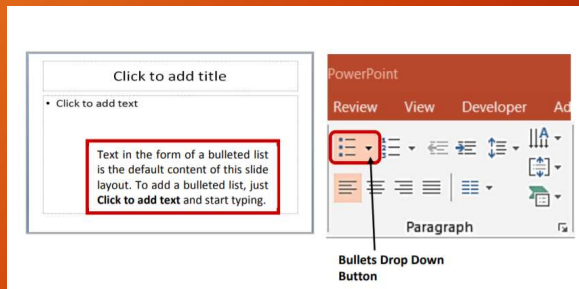 Click to add title
• Click to add text
Text in the form of a bulleted list
is the default content of this slide
layout. To add a bulleted list, just
Click to add text and start typing.
PowerPoint
Review View Developer Ad
Paragraph
Bullets Drop Down
Button